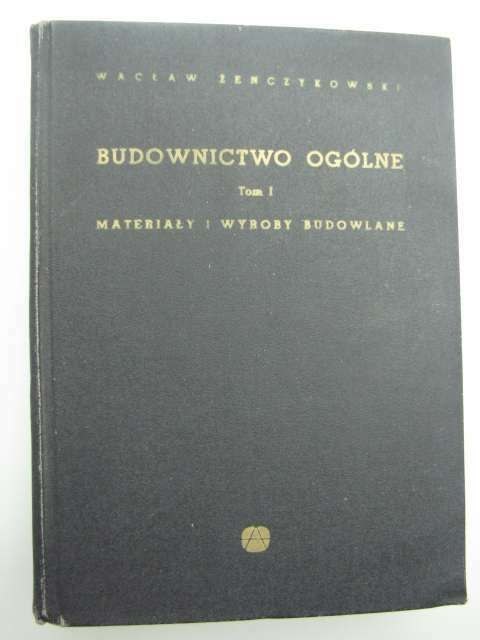 WACŁAW ŻENCZYKOWSKI
BUDOWNICTWO OGÓLNE
Tom I
MATERIAŁY I WYROBY BUDOWLANE